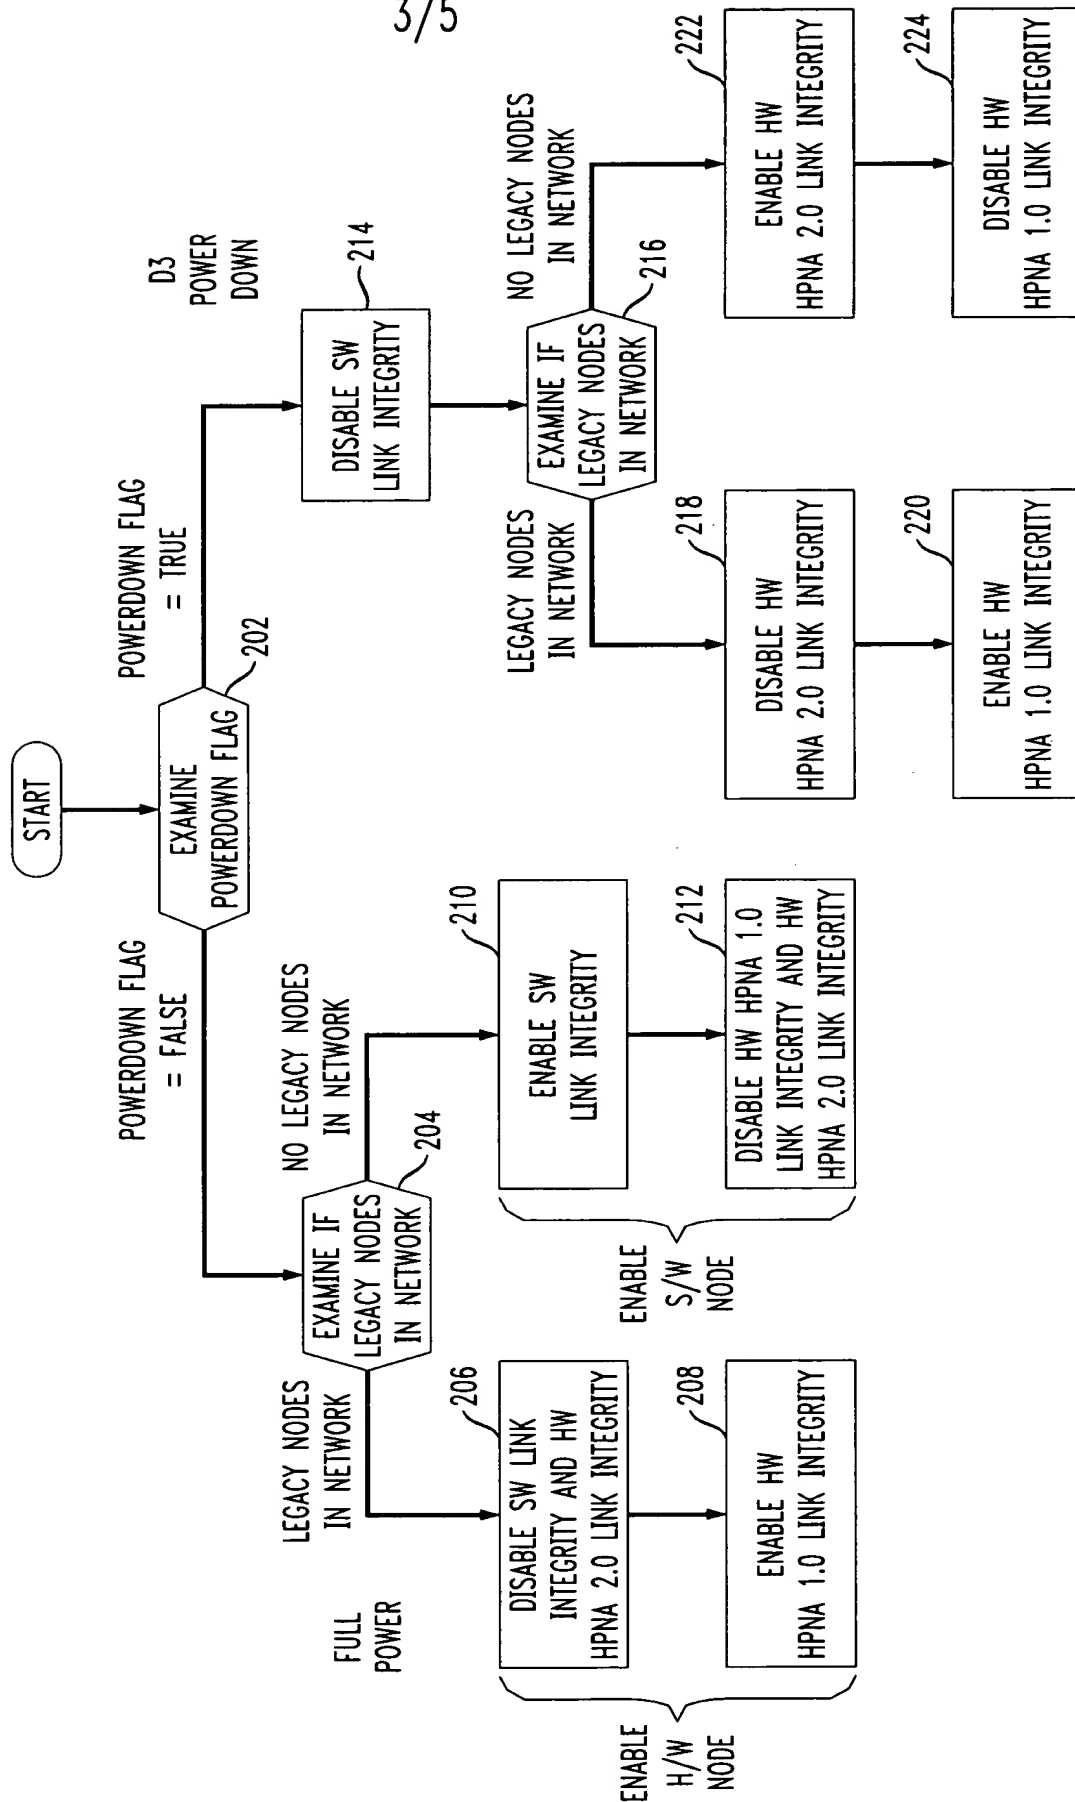 3/5
START
EXAMINE
POWERDOWN FLAG
202
POWERDOWN FLAG
= FALSE
POWERDOWN FLAG
= TRUE
FULL
POWER
D3
POWER
DOWN
EXAMINE IF
LEGACY NODES
IN NETWORK
204
LEGACY NODES
IN NETWORK
NO LEGACY NODES
IN NETWORK
DISABLE SW LINK
INTEGRITY AND HW
HPNA 2.0 LINK INTEGRITY
206
ENABLE HW
HPNA 1.0 LINK INTEGRITY
208
ENABLE
H/W
NODE
ENABLE SW
LINK INTEGRITY
210
DISABLE HW HPNA 1.0
LINK INTEGRITY AND HW
HPNA 2.0 LINK INTEGRITY
212
ENABLE
S/W
NODE
DISABLE SW
LINK INTEGRITY
214
EXAMINE IF
LEGACY NODES
IN NETWORK
216
LEGACY NODES
IN NETWORK
NO LEGACY NODES
IN NETWORK
DISABLE HW
HPNA 2.0 LINK INTEGRITY
218
ENABLE HW
HPNA 1.0 LINK INTEGRITY
220
ENABLE HW
HPNA 2.0 LINK INTEGRITY
222
DISABLE HW
HPNA 1.0 LINK INTEGRITY
224